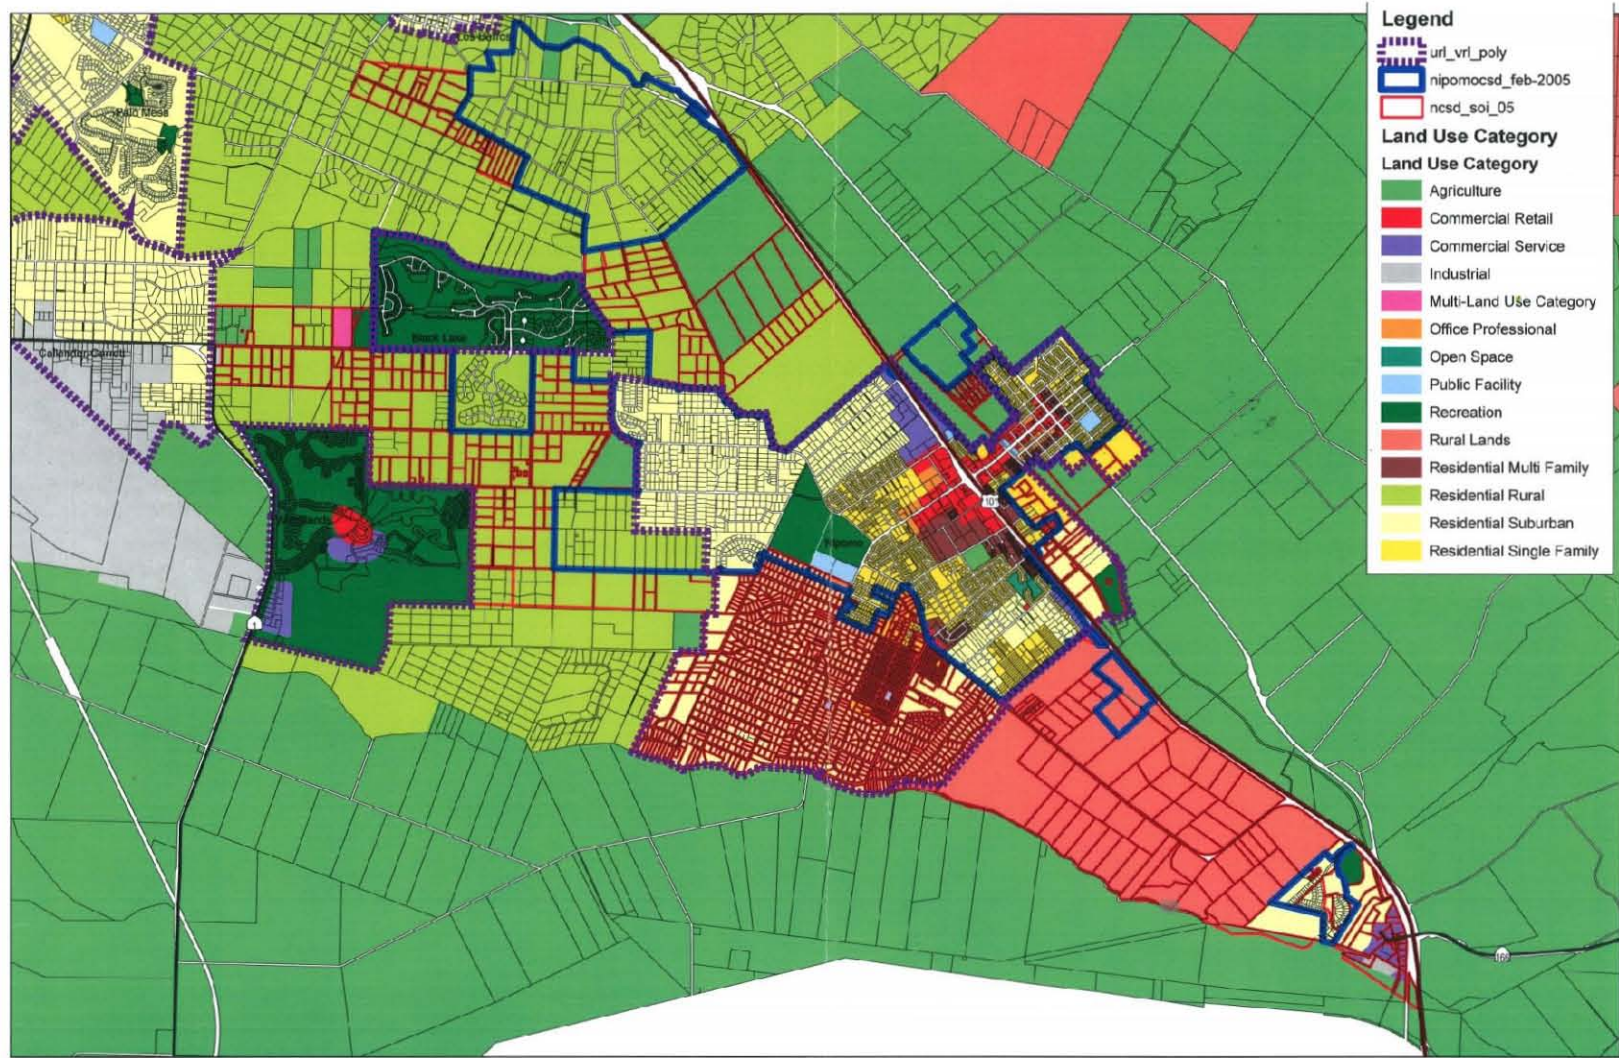 Legend
url_vrl_poly
nipomocsd_feb-2005
ncsd_soi_05
Land Use Category
Land Use Category
Agriculture
Commercial Retail
Commercial Service
Industrial
Multi-Land Use Category
Office Professional
Open Space
Public Facility
Recreation
Rural Lands
Residential Multi Family
Residential Rural
Residential Suburban
Residential Single Family
Palo Mesa
Black Lake
Nipomo
101
1
166